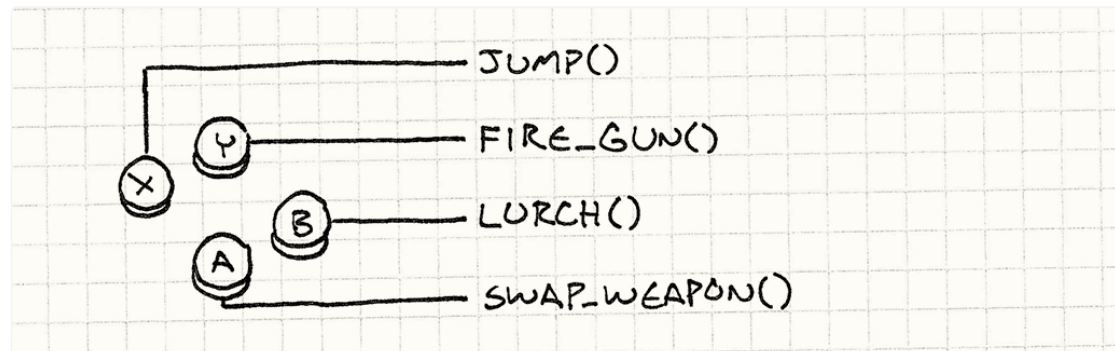 JUMP()
Y FIRE_GUN()
X
B LURCH()
A
SWAP_WEAPON()